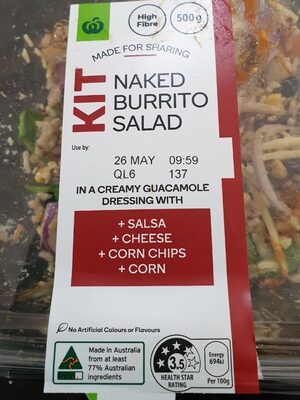 High
Fibre
500g
MADE FOR SHARING
KIT
NAKED
BURRITO
SALAD
Use by:
26 MAY 09:59
QL6 137
IN A CREAMY GUACAMOLE
DRESSING WITH
+ SALSA
+ CHEESE
+ CORN CHIPS
+ CORN
No Artificial Colours or Flavours
Made in Australia
from at least
77% Australian
ingredients
3.5
HEALTH STAR
RATING
Energy
694kJ
Per 100g